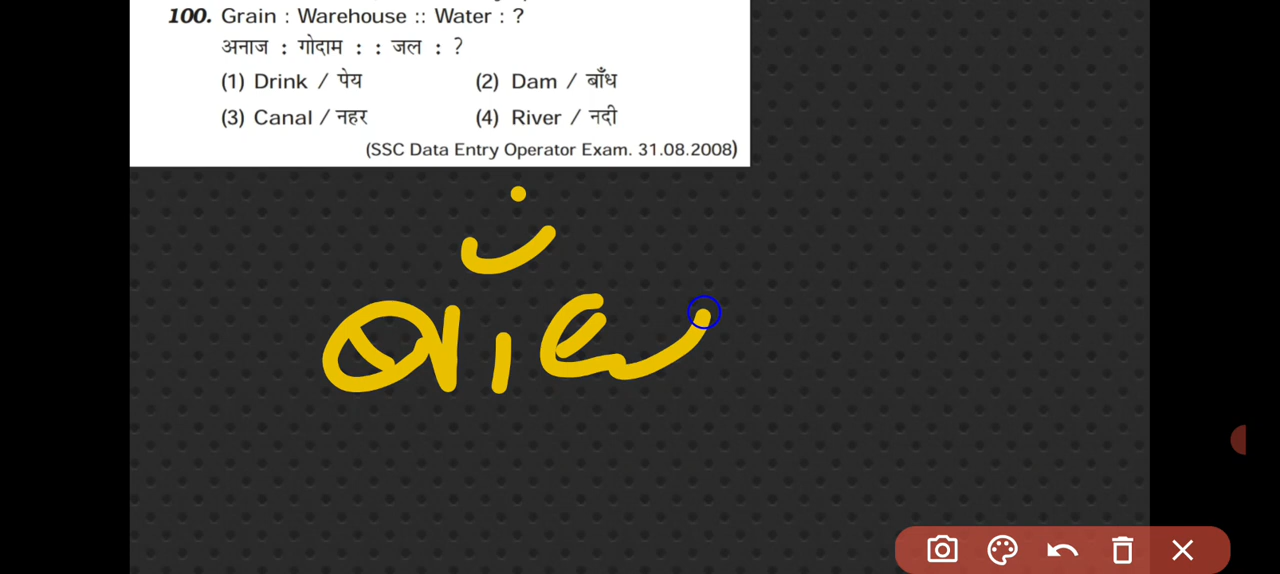 100. Grain : Warehouse :: Water : ?
अनाज : गोदाम : : जल : ?
(1) Drink / पेय (2) Dam / बाँध
(3) Canal / नहर (4) River / नदी
(SSC Data Entry Operator Exam. 31.08.2008)
बाँध